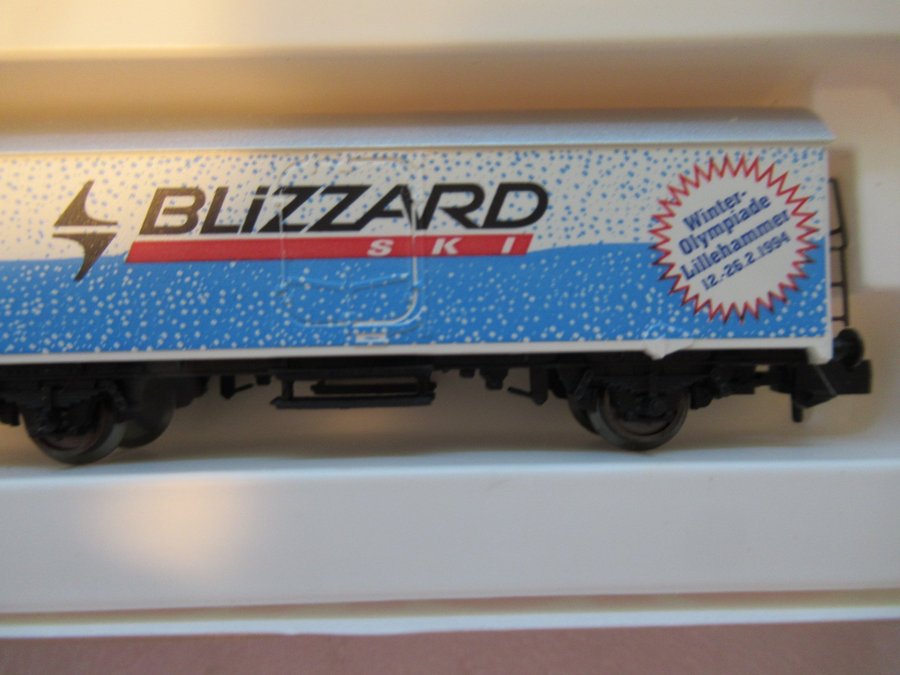 BLiZZARD
SKI
Winter-
Olympiade
Lillehammer
12.-26.2 1994